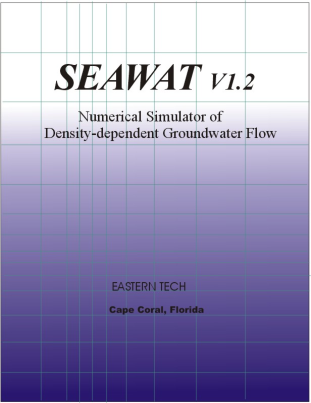 SEAWAT V1.2
Numerical Simulator of
Density-dependent Groundwater Flow
EASTERN TECH
Cape Coral, Florida